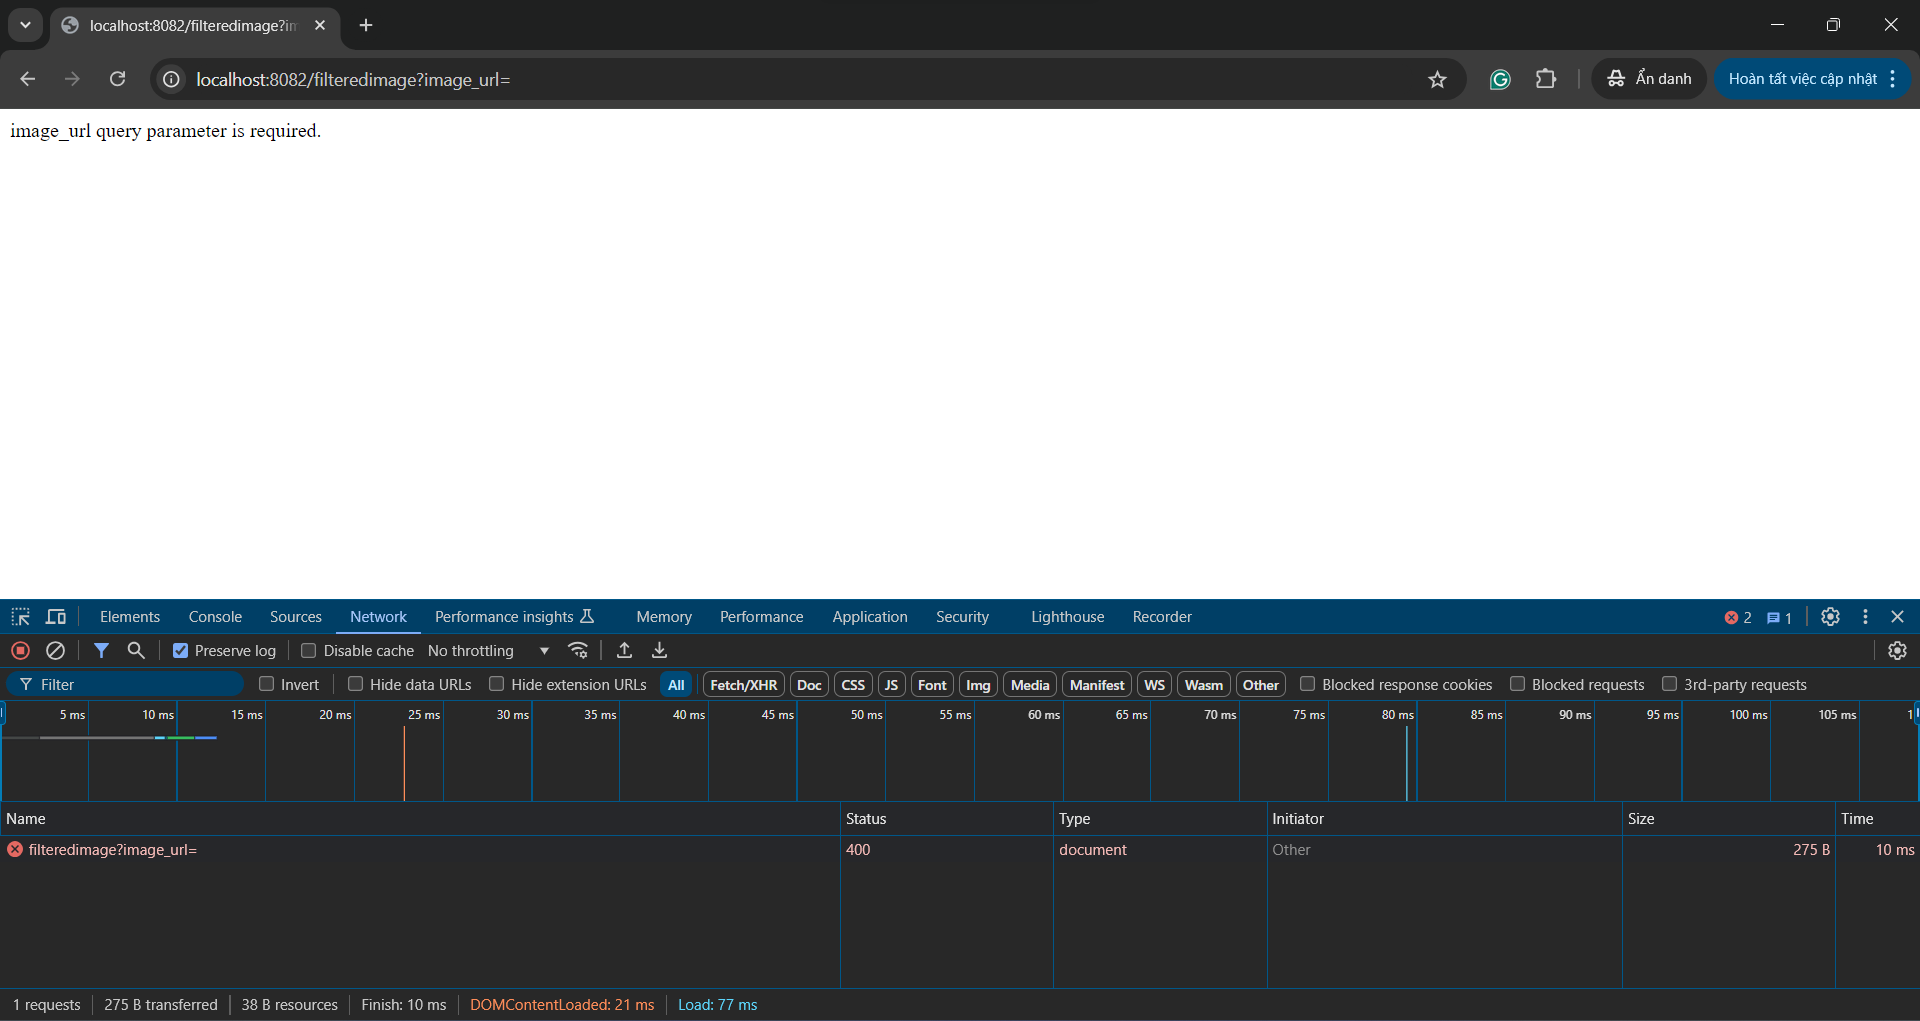 localhost:8082/filteredimage?im
localhost:8082/filteredimage?image_url=
Ẩn danh
Hoàn tất việc cập nhật
image_url query parameter is required.
Elements Console Sources Network Performance insights Memory Performance Application Security Lighthouse Recorder 2 1
Preserve log Disable cache No throttling
Filter Invert Hide data URLs Hide extension URLs All Fetch/XHR Doc CSS JS Font Img Media Manifest WS Wasm Other Blocked response cookies Blocked requests 3rd-party requests
5 ms 10 ms 15 ms 20 ms 25 ms 30 ms 35 ms 40 ms 45 ms 50 ms 55 ms 60 ms 65 ms 70 ms 75 ms 80 ms 85 ms 90 ms 95 ms 100 ms 105 ms 1
Name Status Type Initiator Size Time
filteredimage?image_url= 400 document Other 275 B 10 ms
1 requests 275 B transferred 38 B resources Finish: 10 ms DOMContentLoaded: 21 ms Load: 77 ms